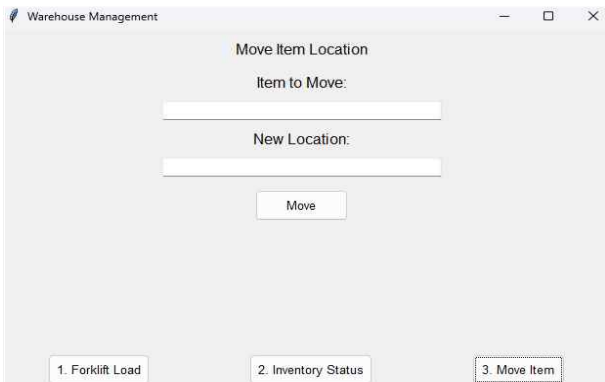 Warehouse Management
Move Item Location
Item to Move:
New Location:
Move
1. Forklift Load 2. Inventory Status 3. Move Item